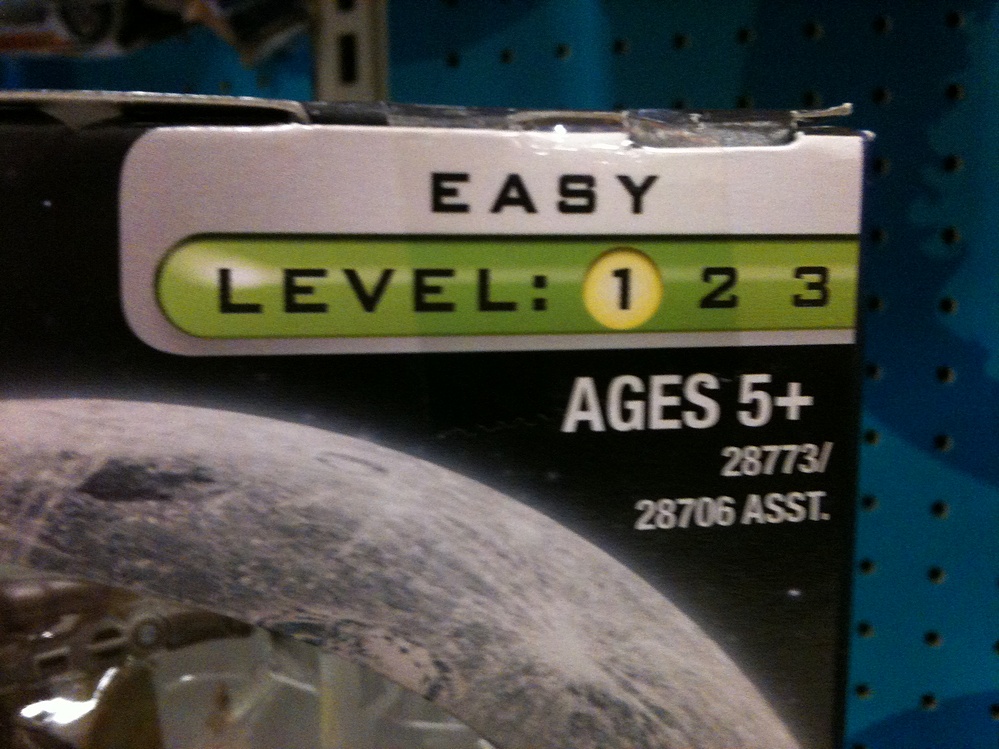 EASY
LEVEL: 1 2 3
AGES 5+
28773/
28706 ASST.